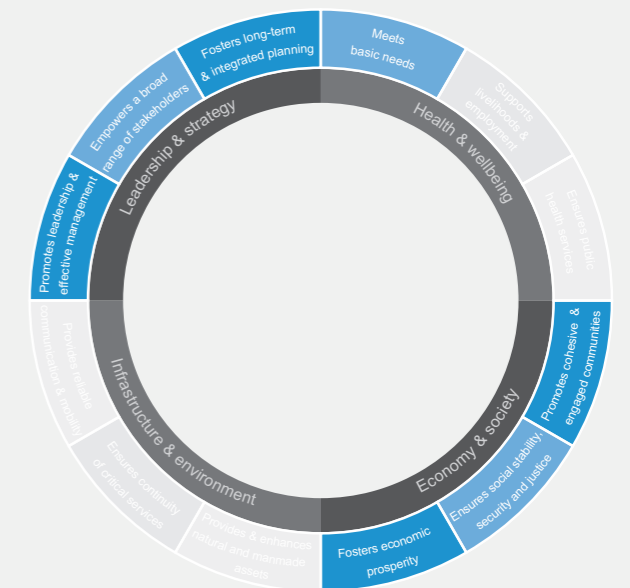 Meets
basic needs
Supports
livelihoods &
employment
Ensures public
health services
Promotes cohesive &
engaged communities
Ensures social stability,
security and justice
Fosters economic
prosperity
Provides & enhances
natural and manmade
assets
Ensures continuity
of critical services
Provides reliable
communication & mobility
Promotes leadership &
effective management
Empowers a broad
range of stakeholders
Fosters long-term
& integrated planning
Health & wellbeing
Economy & society
Infrastructure & environment
Leadership & strategy